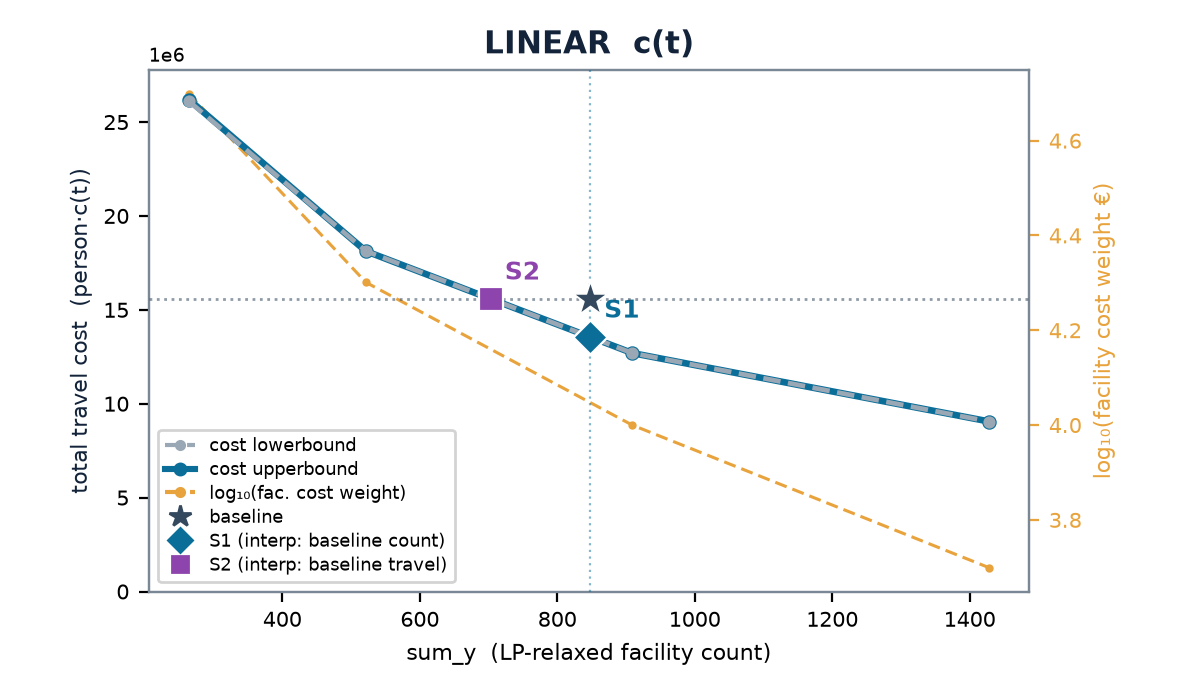 LINEAR c(t)
1e6
25
20
15
10
5
0
total travel cost (person·c(t))
4.6
4.4
4.2
4.0
3.8
log₁₀(facility cost weight €)
S2
S1
cost lowerbound
cost upperbound
log₁₀(fac. cost weight)
baseline
S1 (interp: baseline count)
S2 (interp: baseline travel)
400 600 800 1000 1200 1400
sum_y (LP-relaxed facility count)